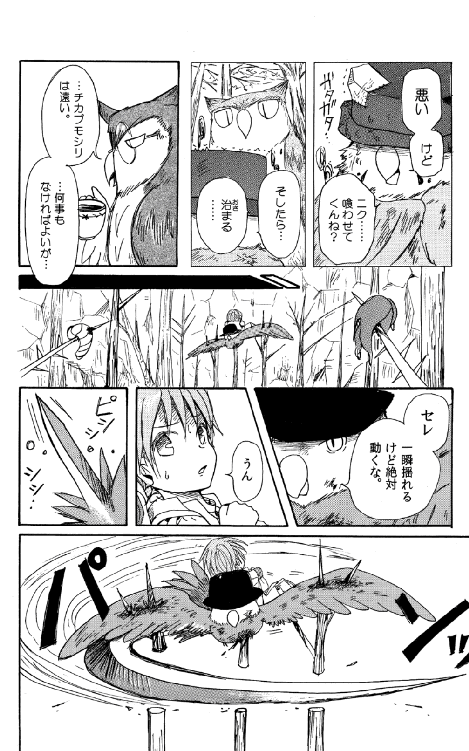 悪い
けど
ニク……
喰わせて
くんね?
ガタ
ガタ
そしたら…
……
治まる
おさ
…チカプモシリ
は遠い。
…何事も
なければよいが…
セレ
一瞬揺れる
けど絶対
動くな。
うん
ピシ
バンッ